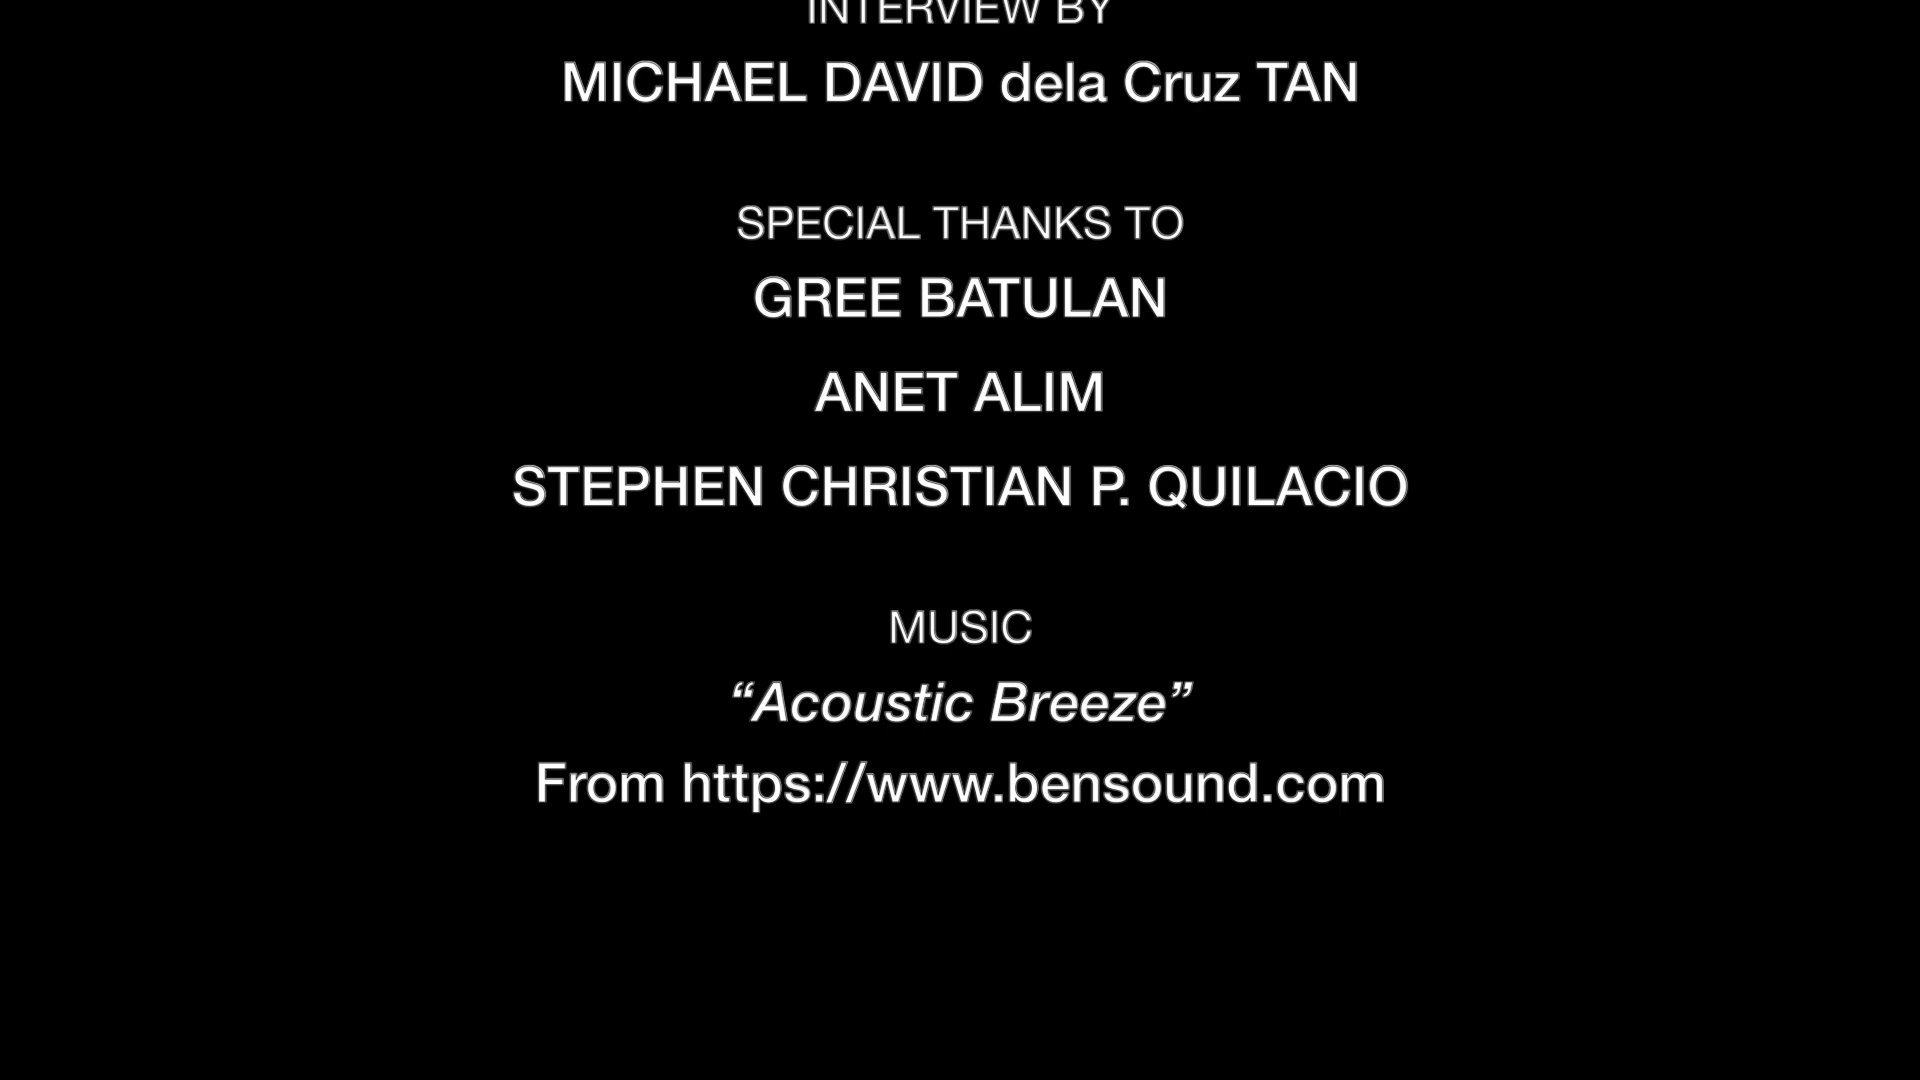 INTERVIEW BY
MICHAEL DAVID dela Cruz TAN
SPECIAL THANKS TO
GREE BATULAN
ANET ALIM
STEPHEN CHRISTIAN P. QUILACIO
MUSIC
“Acoustic Breeze”
From https://www.bensound.com